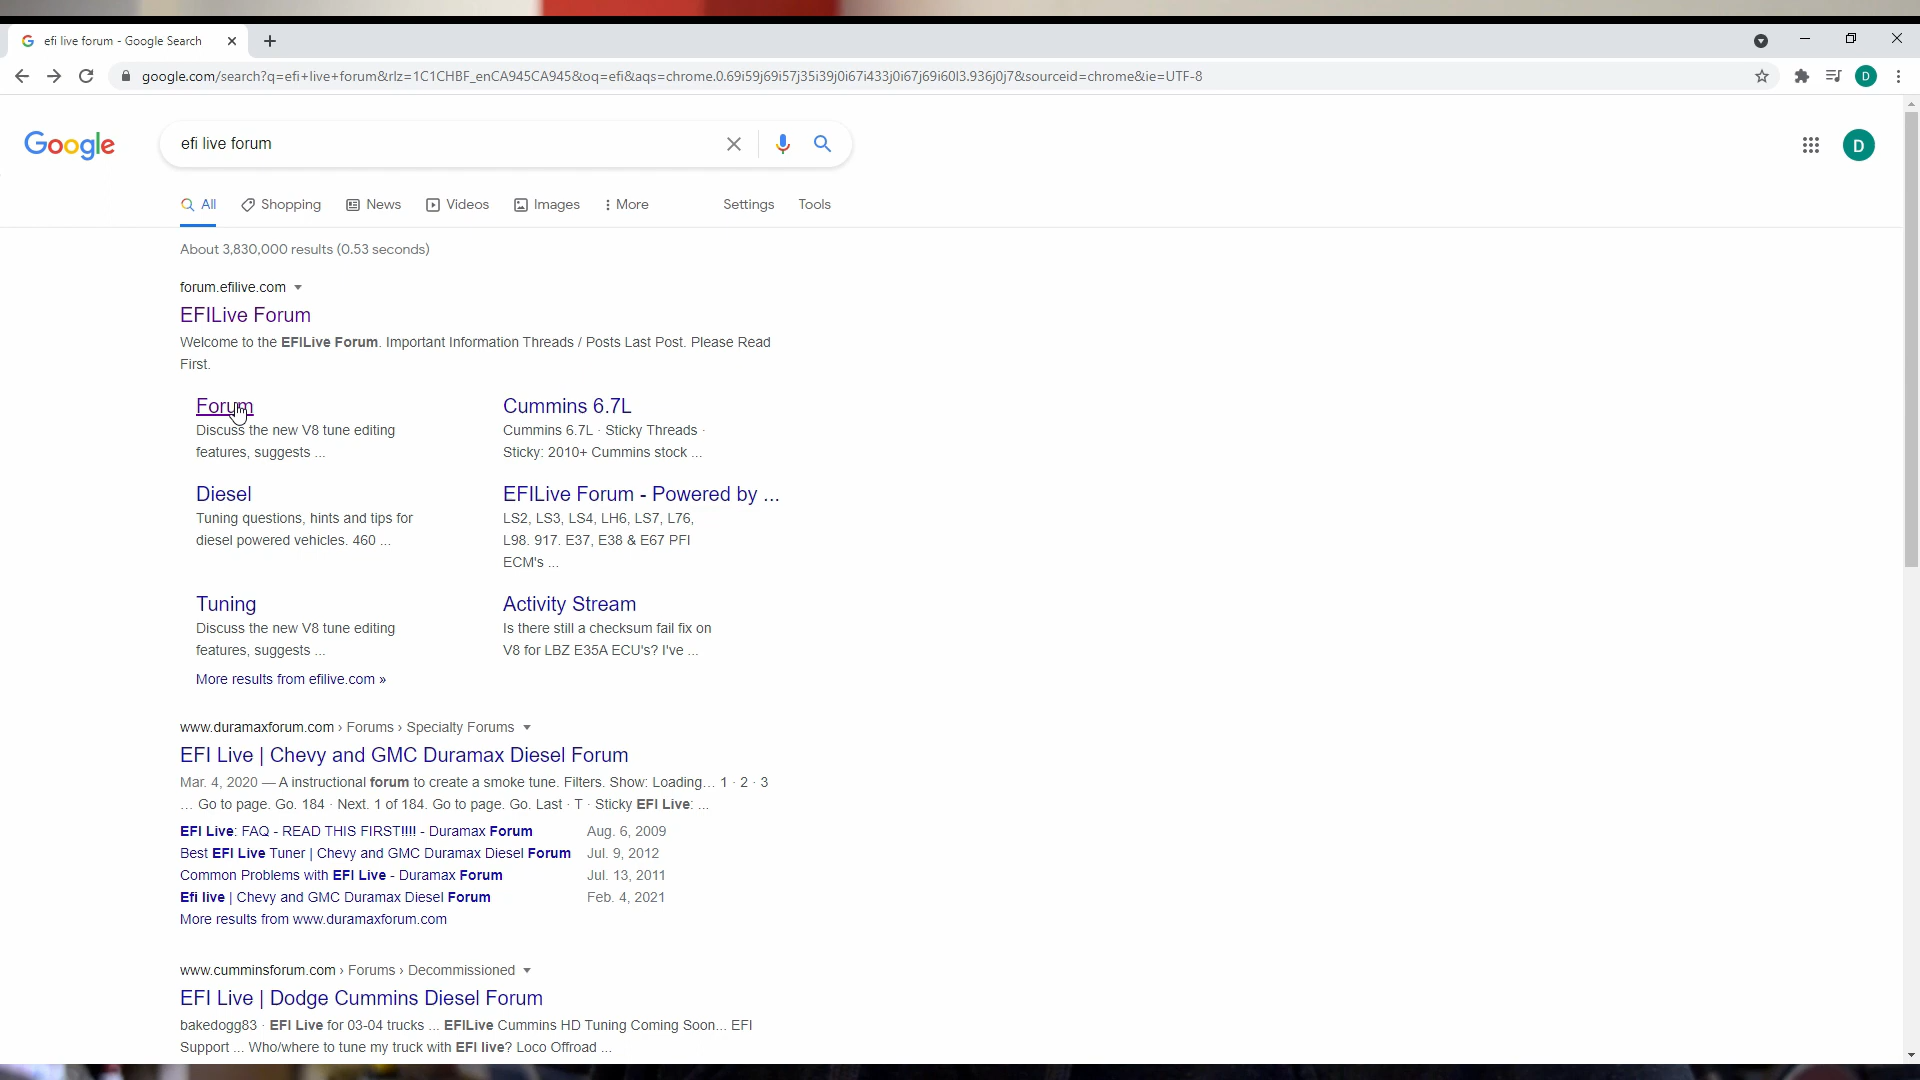 efi live forum - Google Search
google.com/search?q=efi+live+forum&rlz=1C1CHBF_enCA945CA945&oq=efi&aqs=chrome.0.69i59j69i57j35i39j0i67i433j0i67j69i60l3.936j0j7&sourceid=chrome&ie=UTF-8
D
Google
efi live forum
D
All Shopping News Videos Images More Settings Tools
About 3,830,000 results (0.53 seconds)
forum.efilive.com
EFILive Forum
Welcome to the EFILive Forum. Important Information Threads / Posts Last Post. Please Read
First.
Forum
Discuss the new V8 tune editing
features, suggests ...
Cummins 6.7L
Cummins 6.7L · Sticky Threads ·
Sticky: 2010+ Cummins stock ...
Diesel
Tuning questions, hints and tips for
diesel powered vehicles. 460 ...
EFILive Forum - Powered by ...
LS2, LS3, LS4, LH6, LS7, L76,
L98. 917. E37, E38 & E67 PFI
ECM's ...
Tuning
Discuss the new V8 tune editing
features, suggests ...
Activity Stream
Is there still a checksum fail fix on
V8 for LBZ E35A ECU's? I've ...
More results from efilive.com »
www.duramaxforum.com › Forums › Specialty Forums
EFI Live | Chevy and GMC Duramax Diesel Forum
Mar. 4, 2020 — A instructional forum to create a smoke tune. Filters. Show: Loading… 1 · 2 · 3
… Go to page. Go. 184 · Next. 1 of 184. Go to page. Go. Last · T · Sticky EFI Live: ...
EFI Live: FAQ - READ THIS FIRST!!!! - Duramax Forum Aug. 6, 2009
Best EFI Live Tuner | Chevy and GMC Duramax Diesel Forum Jul. 9, 2012
Common Problems with EFI Live - Duramax Forum Jul. 13, 2011
Efi live | Chevy and GMC Duramax Diesel Forum Feb. 4, 2021
More results from www.duramaxforum.com
www.cumminsforum.com › Forums › Decommissioned
EFI Live | Dodge Cummins Diesel Forum
bakedogg83 · EFI Live for 03-04 trucks ... EFILive Cummins HD Tuning Coming Soon... EFI
Support ... Who/where to tune my truck with EFI live? Loco Offroad ...